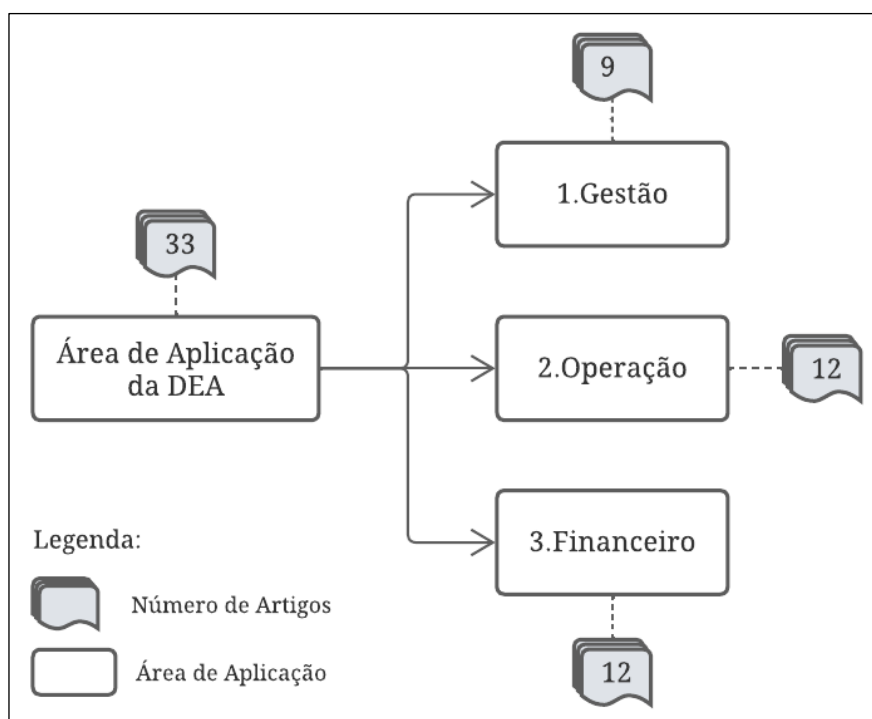 9
1.Gestão
33
Área de Aplicação
da DEA
2.Operação
12
3.Financeiro
12
Legenda:
Número de Artigos
Área de Aplicação